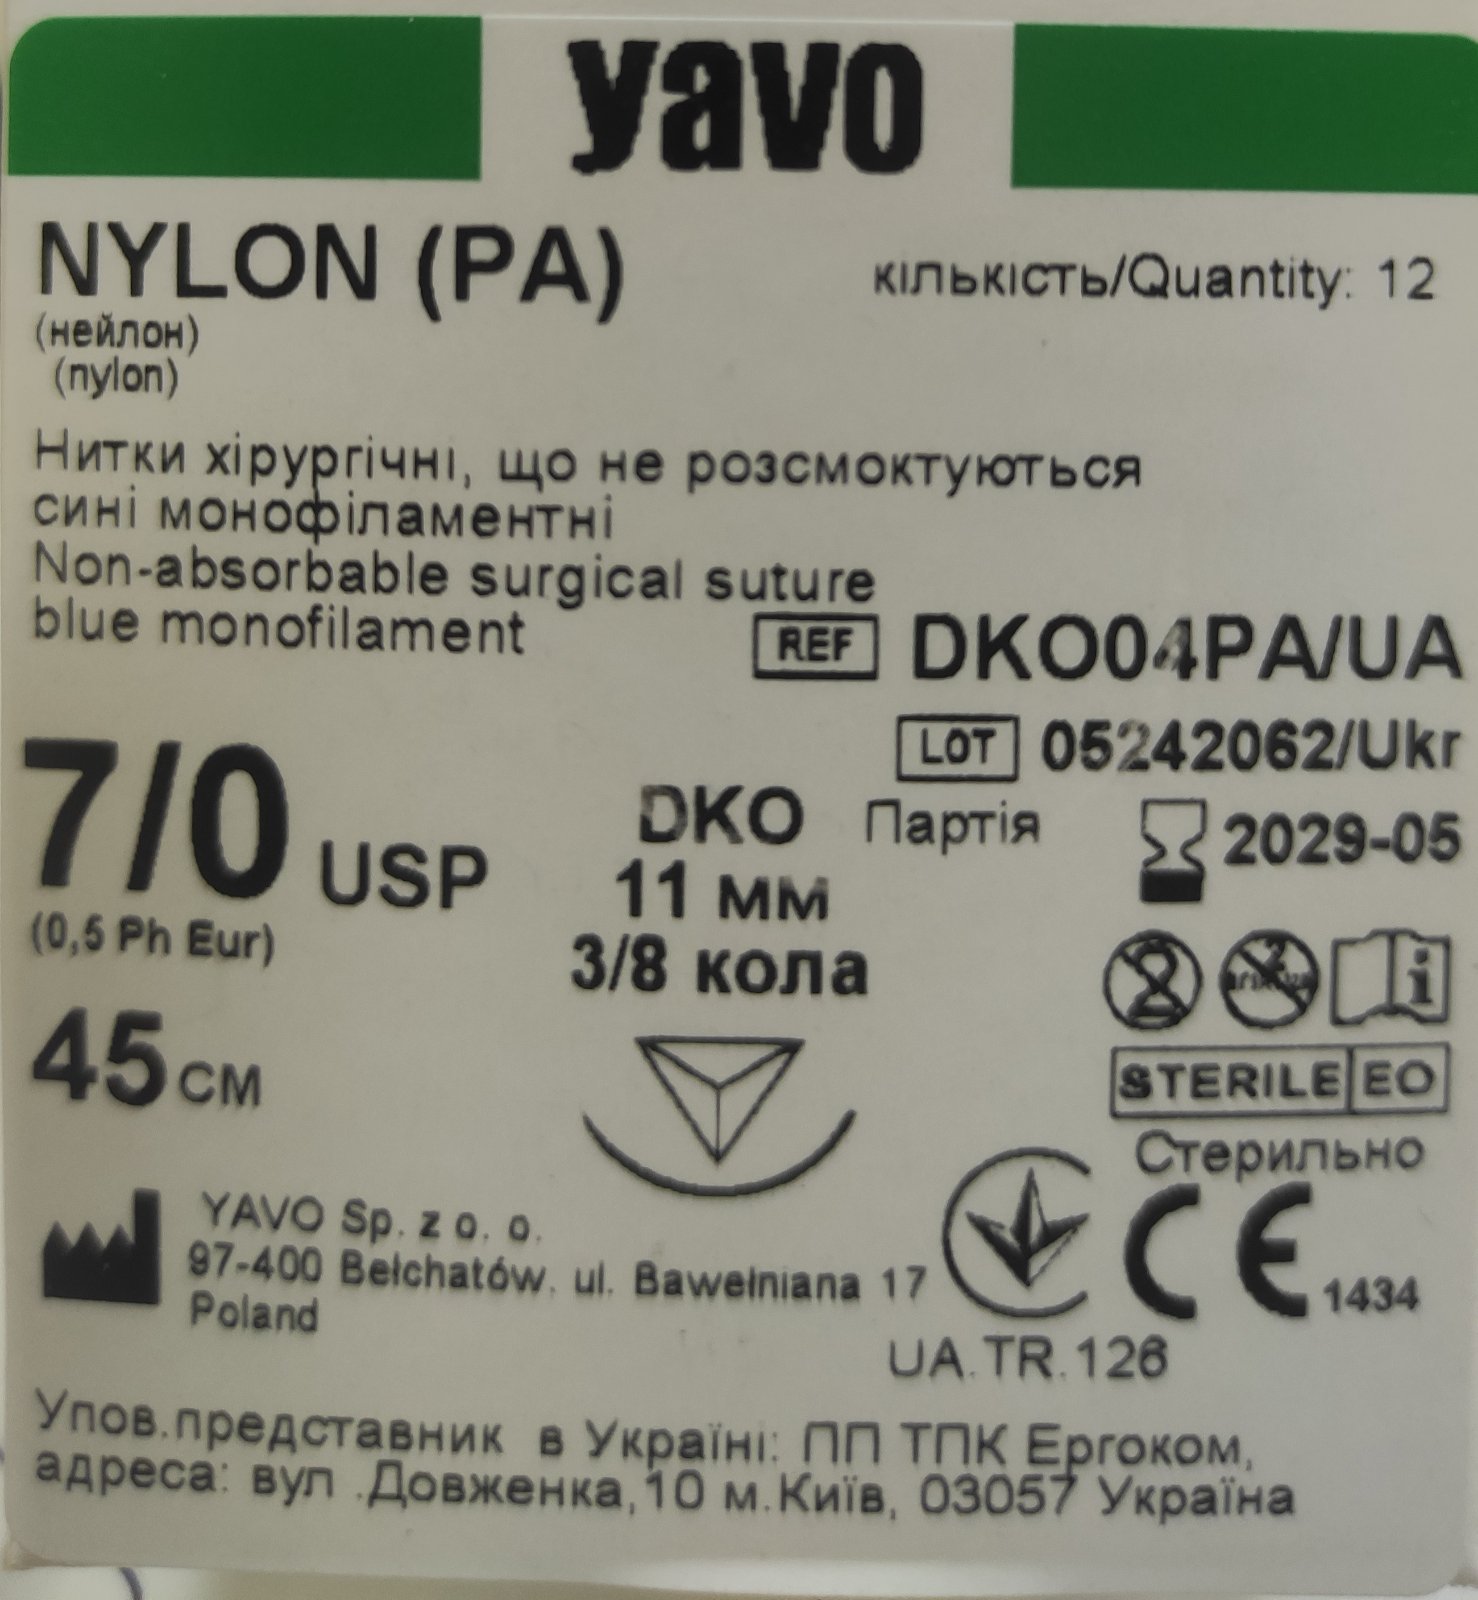 yavo
NYLON (PA)
кількість/Quantity: 12
(нейлон)
(nylon)
Нитки хірургічні, що не розсмоктуються
сині монофіламентні
Non-absorbable surgical suture
blue monofilament
REF DKO04PA/UA
LOT 05242062/Ukr
Партія
2029-05
7/0 USP
(0,5 Ph Eur)
DKO
11 мм
3/8 кола
45 см
2
2
i
STERILE EO
Стерильно
YAVO Sp. z o. o.
97-400 Bełchatów, ul. Bawełniana 17
Poland
CE 1434
UA.TR.126
Упов.представник в Україні: ПП ТПК Ергоком,
адреса: вул .Довженка,10 м.Київ, 03057 Україна